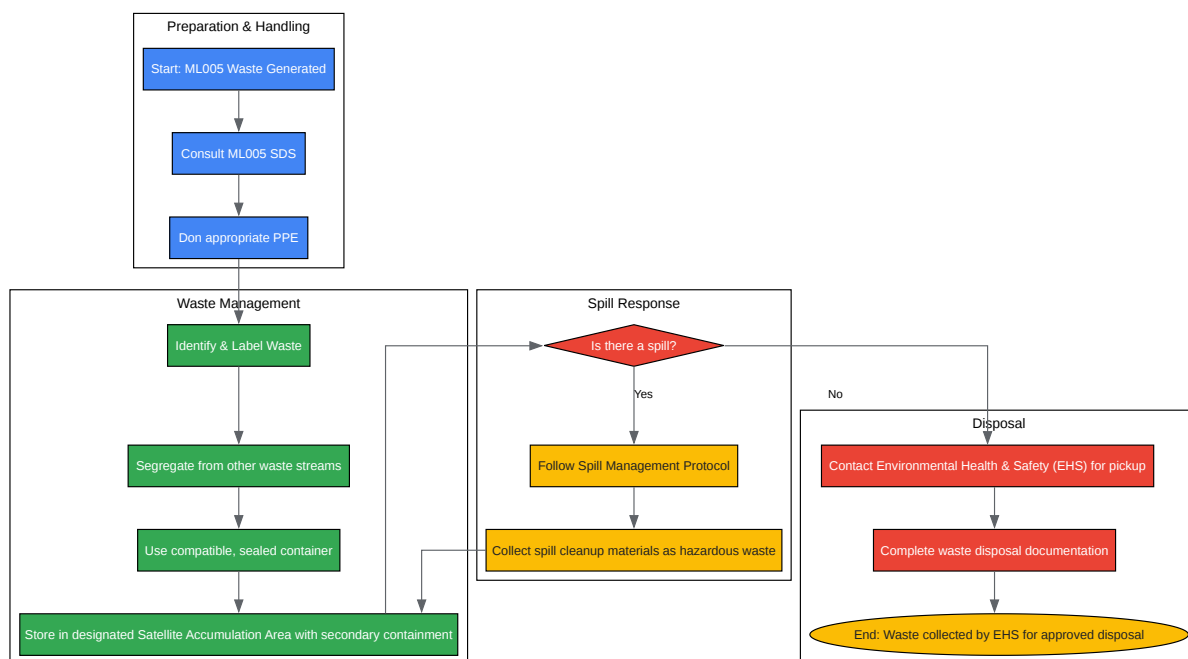 Preparation & Handling
Start: ML005 Waste Generated
Consult ML005 SDS
Don appropriate PPE
Waste Management
Identify & Label Waste
Segregate from other waste streams
Use compatible, sealed container
Store in designated Satellite Accumulation Area with secondary containment
Spill Response
Is there a spill?
Yes
No
Follow Spill Management Protocol
Collect spill cleanup materials as hazardous waste
Disposal
Contact Environmental Health & Safety (EHS) for pickup
Complete waste disposal documentation
End: Waste collected by EHS for approved disposal